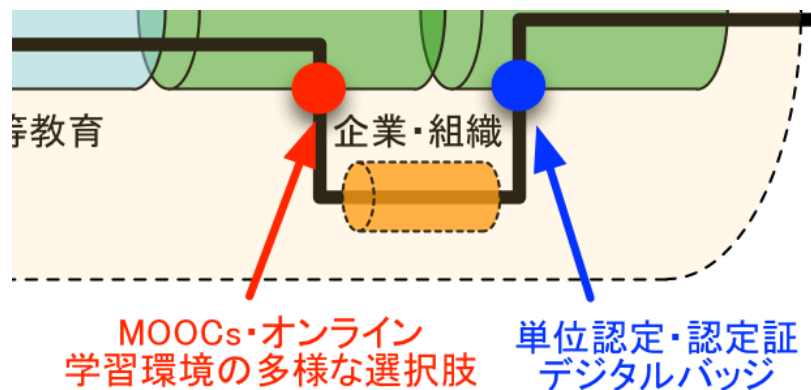 等教育
企業・組織
MOOCs・オンライン
学習環境の多様な選択肢
単位認定・認定証
デジタルバッジ